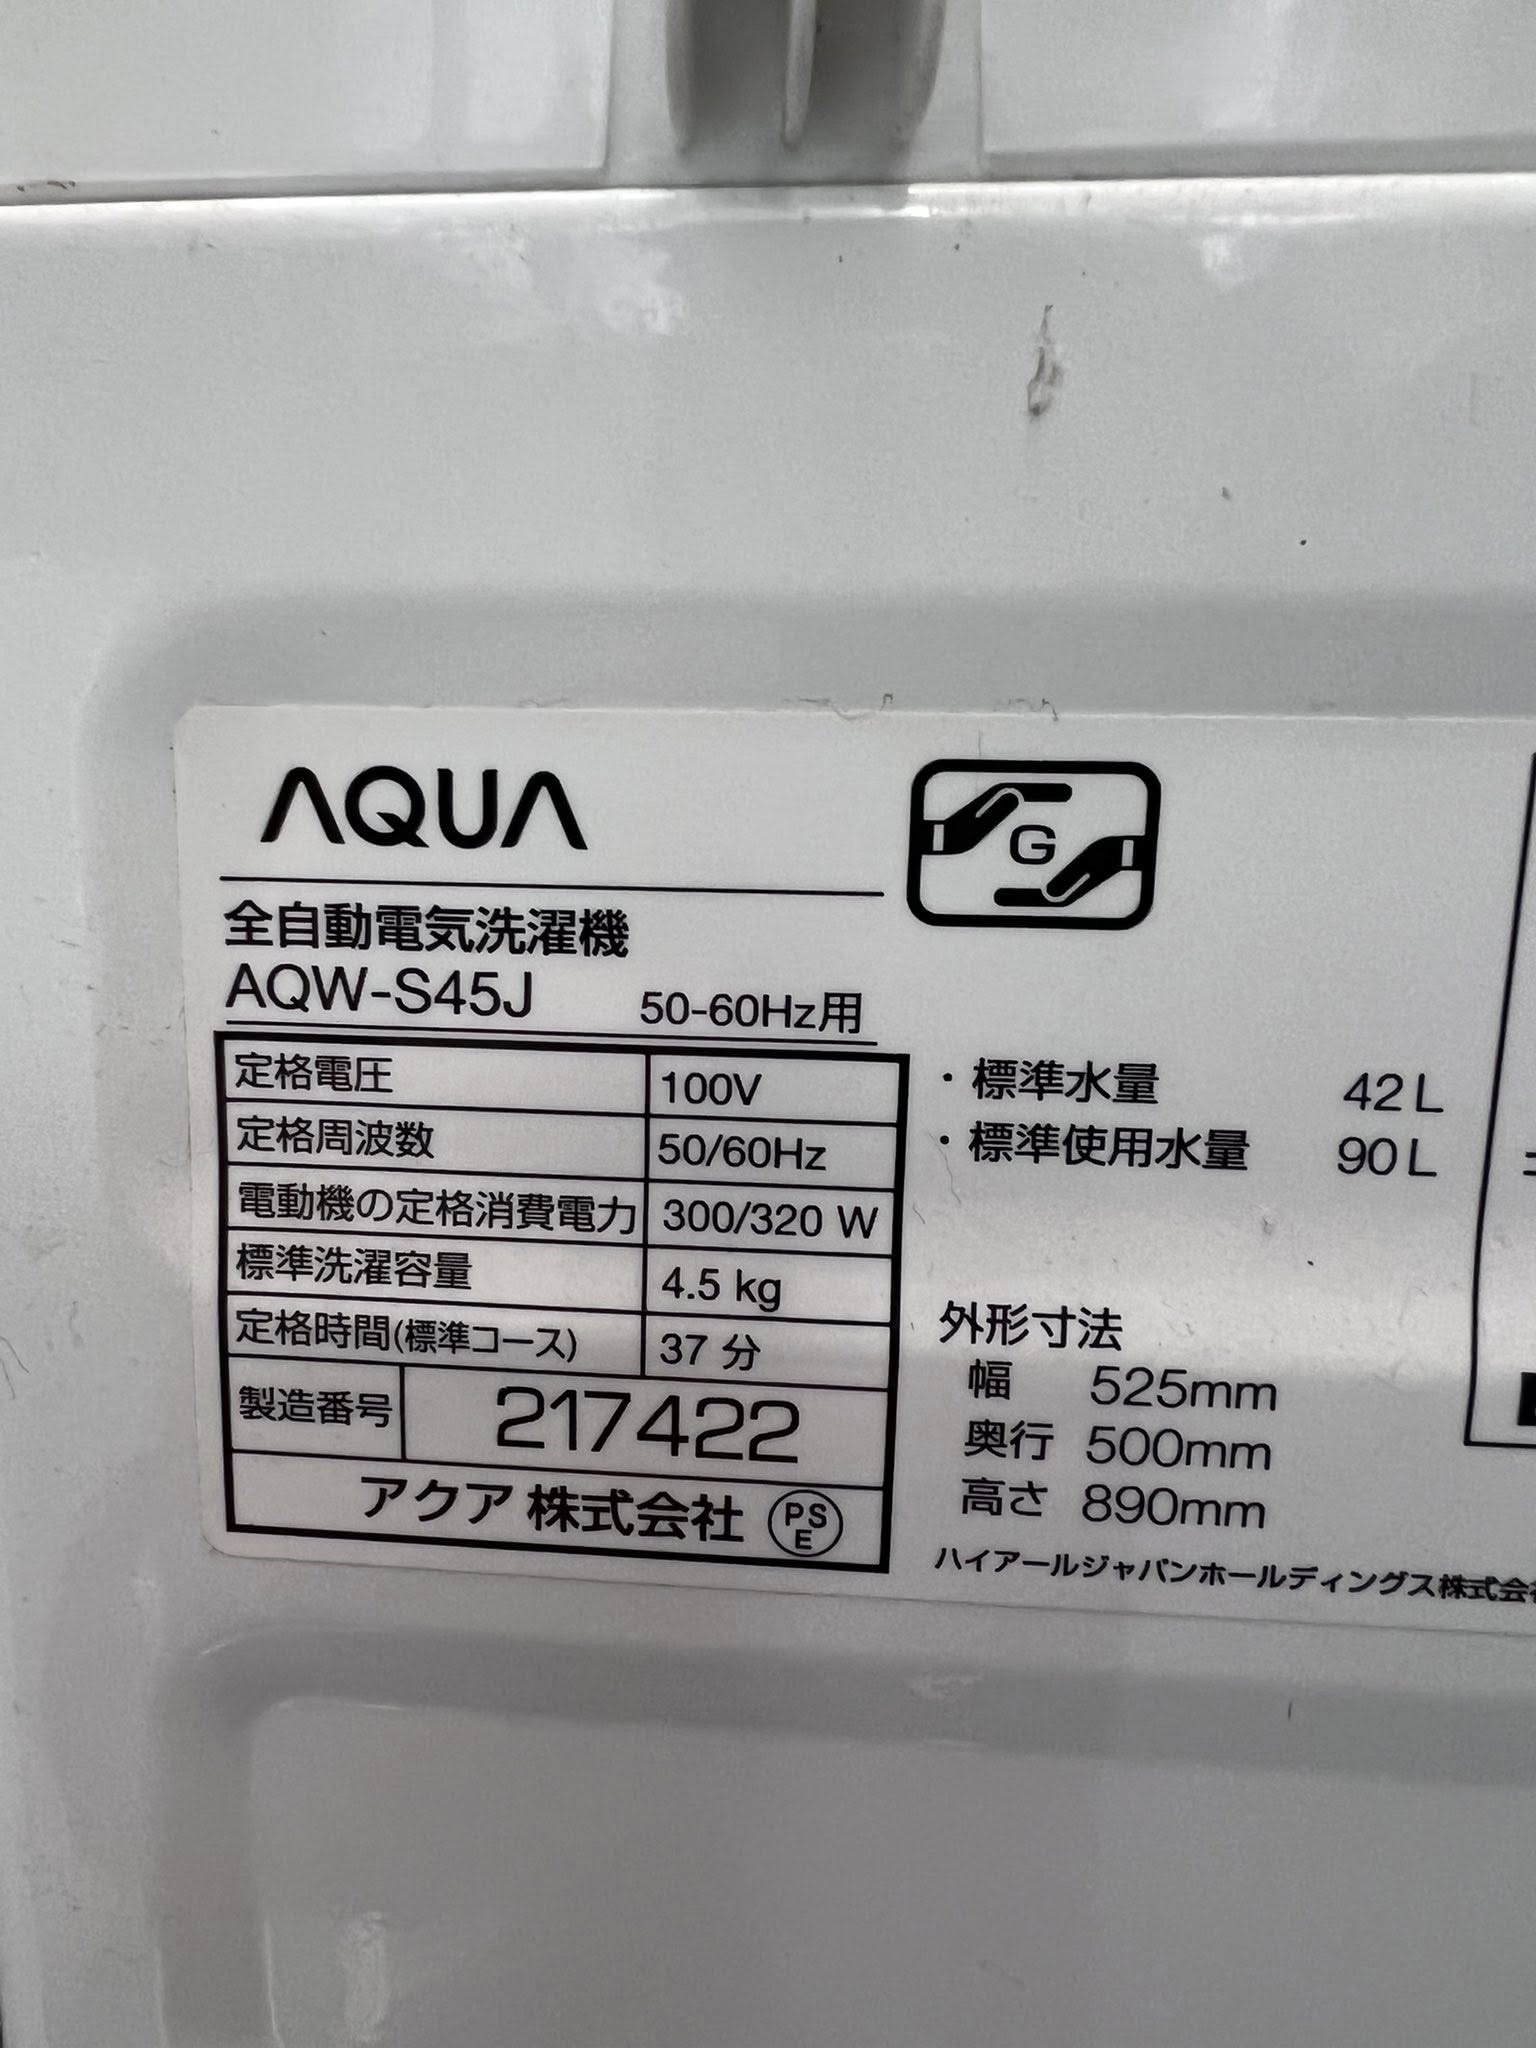 AQUA
G
全自動電気洗濯機
AQW-S45J 50-60Hz用
定格電圧 100V
定格周波数 50/60Hz
電動機の定格消費電力 300/320 W
標準洗濯容量 4.5 kg
定格時間(標準コース) 37 分
製造番号 217422
アクア 株式会社 PSE
・標準水量 42L
・標準使用水量 90L
外形寸法
幅 525mm
奥行 500mm
高さ 890mm
ハイアールジャパンホールディングス株式会